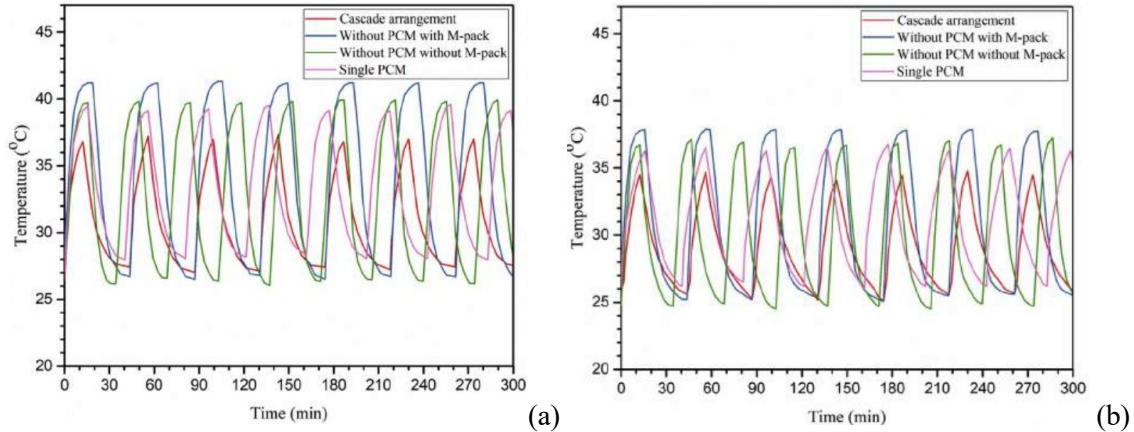 Cascade arrangement
Without PCM with M-pack
Without PCM without M-pack
Single PCM
45
40
35
30
25
20
Temperature (°C)
0 30 60 90 120 150 180 210 240 270 300
Time (min)
(a)
Cascade arrangement
Without PCM with M-pack
Without PCM without M-pack
Single PCM
45
40
35
30
25
20
Temperature (°C)
0 30 60 90 120 150 180 210 240 270 300
Time (min)
(b)